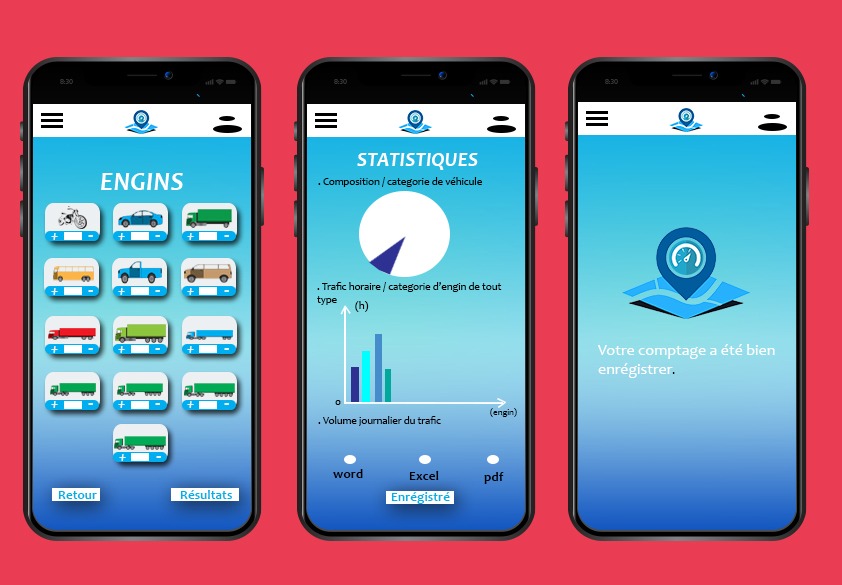 8:30
ENGINS
+ -
+ -
+ -
+ -
+ -
+ -
+ -
+ -
+ -
+ -
+ -
+ -
+ -
Retour
Résultats
8:30
STATISTIQUES
. Composition / categorie de véhicule
. Trafic horaire / categorie d'engin de tout
type
(h)
o
(engin)
. Volume journalier du trafic
word
Excel
pdf
Enrégistré
8:30
Votre comptage a été bien
enrégistrer.